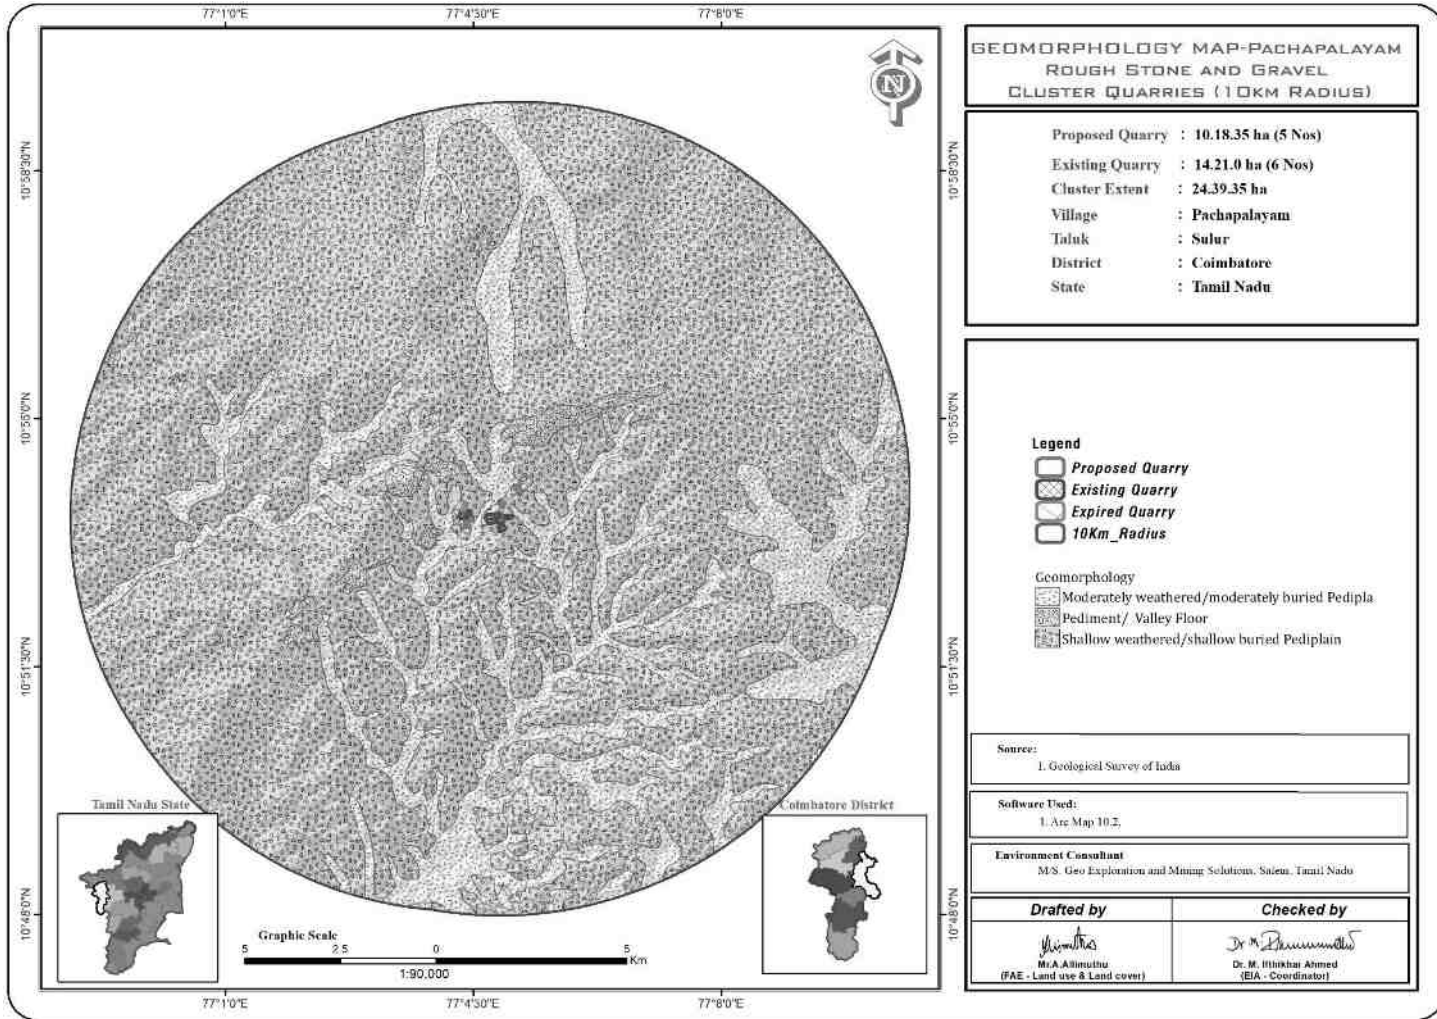 77°1'0"E
77°4'30"E
77°8'0"E
N
GEOMORPHOLOGY MAP-PACHAPALAYAM
ROUGH STONE AND GRAVEL
CLUSTER QUARRIES (10KM RADIUS)
Proposed Quarry : 10.18.35 ha (5 Nos)
Existing Quarry : 14.21.0 ha (6 Nos)
Cluster Extent : 24.39.35 ha
Village : Pachapalayam
Taluk : Sulur
District : Coimbatore
State : Tamil Nadu
10°58'30"N
10°58'30"N
10°55'0"N
10°55'0"N
10°51'30"N
10°51'30"N
10°48'0"N
10°48'0"N
Legend
Proposed Quarry
Existing Quarry
Expired Quarry
10Km_Radius
Geomorphology
Moderately weathered/moderately buried Pedipla
Pediment/ Valley Floor
Shallow weathered/shallow buried Pediplain
Source:
1. Geological Survey of India
Software Used:
1. Arc Map 10.2,
Environment Consultant
M/S. Geo Exploration and Mining Solutions, Salem, Tamil Nadu
Drafted by
Checked by
Mr.A.Allimuthu
(FAE - Land use & Land cover)
Dr. M. Ifthikhar Ahmed
(EIA - Coordinator)
Tamil Nadu State
Coimbatore District
Graphic Scale
5 2.5 0 5
Km
1:90,000
77°1'0"E
77°4'30"E
77°8'0"E